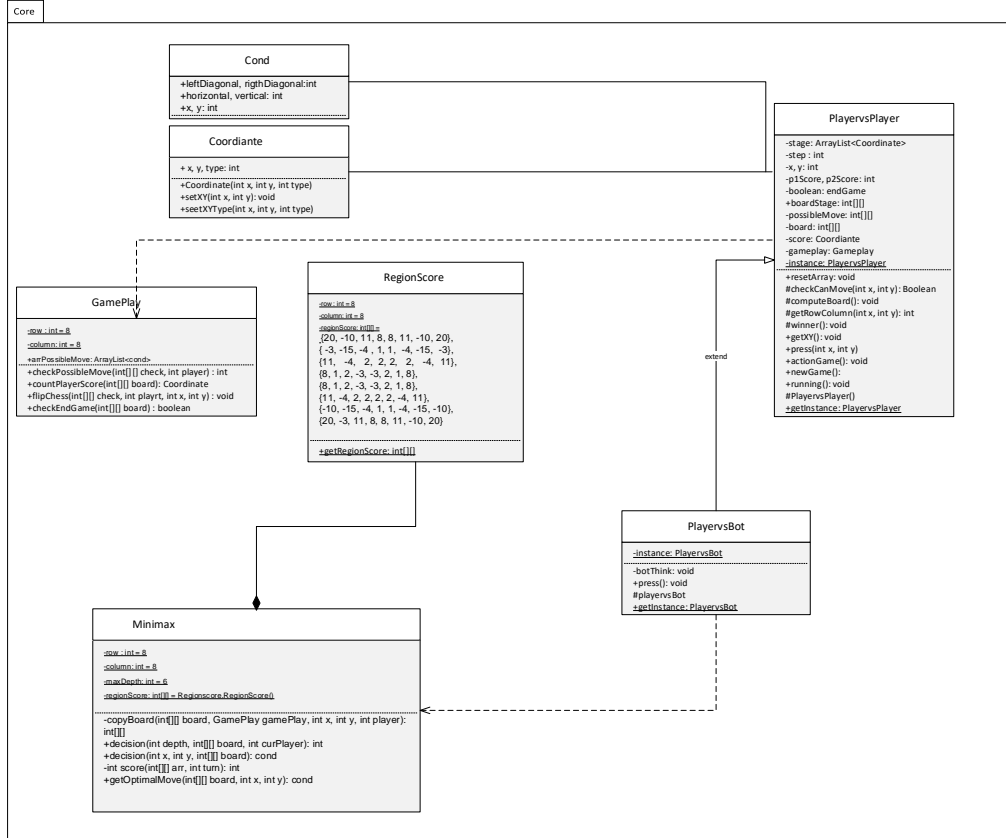 Core
Cond
+leftDiagonal, rigthDiagonal:int
+horizontal, vertical: int
+x, y: int
Coordiante
+ x, y, type: int
+Coordinate(int x, int y, int type)
+setXY(int x, int y): void
+seetXYType(int x, int y, int type)
PlayervsPlayer
-stage: ArrayList<Coordinate>
-step : int
-x, y: int
-p1Score, p2Score: int
-boolean: endGame
+boardStage: int[][]
-possibleMove: int[][]
-board: int[][]
-score: Coordiante
-gameplay: Gameplay
-instance: PlayervsPlayer
+resetArray: void
#checkCanMove(int x, int y): Boolean
#computeBoard(): void
#getRowColumn(int x, int y): int
#winner(): void
+getXY(): void
+press(int x, int y)
+actionGame(): void
+newGame():
+running(): void
#PlayervsPlayer()
+getInstance: PlayervsPlayer
GamePlay
-row : int = 8
-column: int = 8
+arrPossibleMove: ArrayList<cond>
+checkPossibleMove(int[][] check, int player) : int
+countPlayerScore(int[][] board): Coordinate
+flipChess(int[][] check, int playrt, int x, int y) : void
+checkEndGame(int[][] board) : boolean
RegionScore
-row : int = 8
-column: int = 8
-regionScore: int[][] =
{20, -10, 11, 8, 8, 11, -10, 20},
{ -3, -15, -4 , 1, 1, -4, -15, -3},
{11, -4, 2, 2, 2, 2, -4, 11},
{8, 1, 2, -3, -3, 2, 1, 8},
{8, 1, 2, -3, -3, 2, 1, 8},
{11, -4, 2, 2, 2, 2, -4, 11},
{-10, -15, -4, 1, 1, -4, -15, -10},
{20, -3, 11, 8, 8, 11, -10, 20}
+getRegionScore: int[][]
extend
PlayervsBot
-instance: PlayervsBot
-botThink: void
+press(): void
#playervsBot
+getInstance: PlayervsBot
Minimax
-row : int = 8
-column: int = 8
-maxDepth: int = 6
-regionScore: int[][] = Regionscore.RegionScore()
-copyBoard(int[][] board, GamePlay gamePlay, int x, int y, int player):
int[][]
+decision(int depth, int[][] board, int curPlayer): int
+decision(int x, int y, int[][] board): cond
-int score(int[][] arr, int turn): int
+getOptimalMove(int[][] board, int x, int y): cond